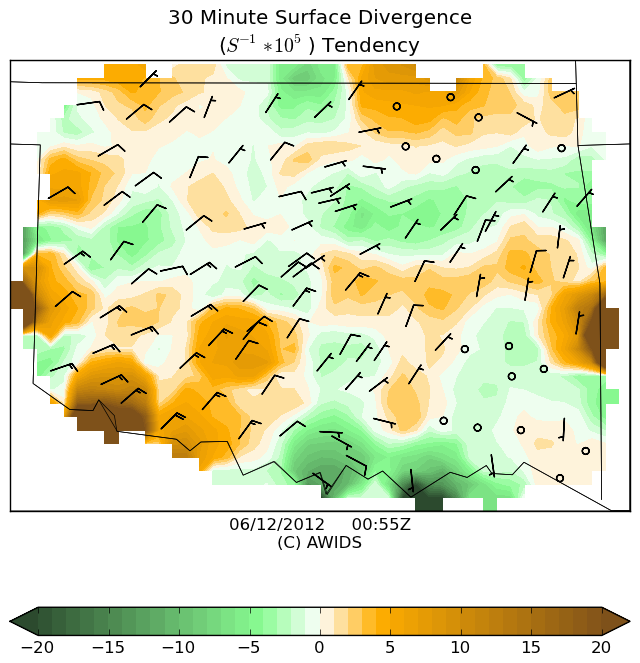 30 Minute Surface Divergence
(S⁻¹ *10⁵ ) Tendency
06/12/2012 00:55Z
(C) AWIDS
−20 −15 −10 −5 0 5 10 15 20